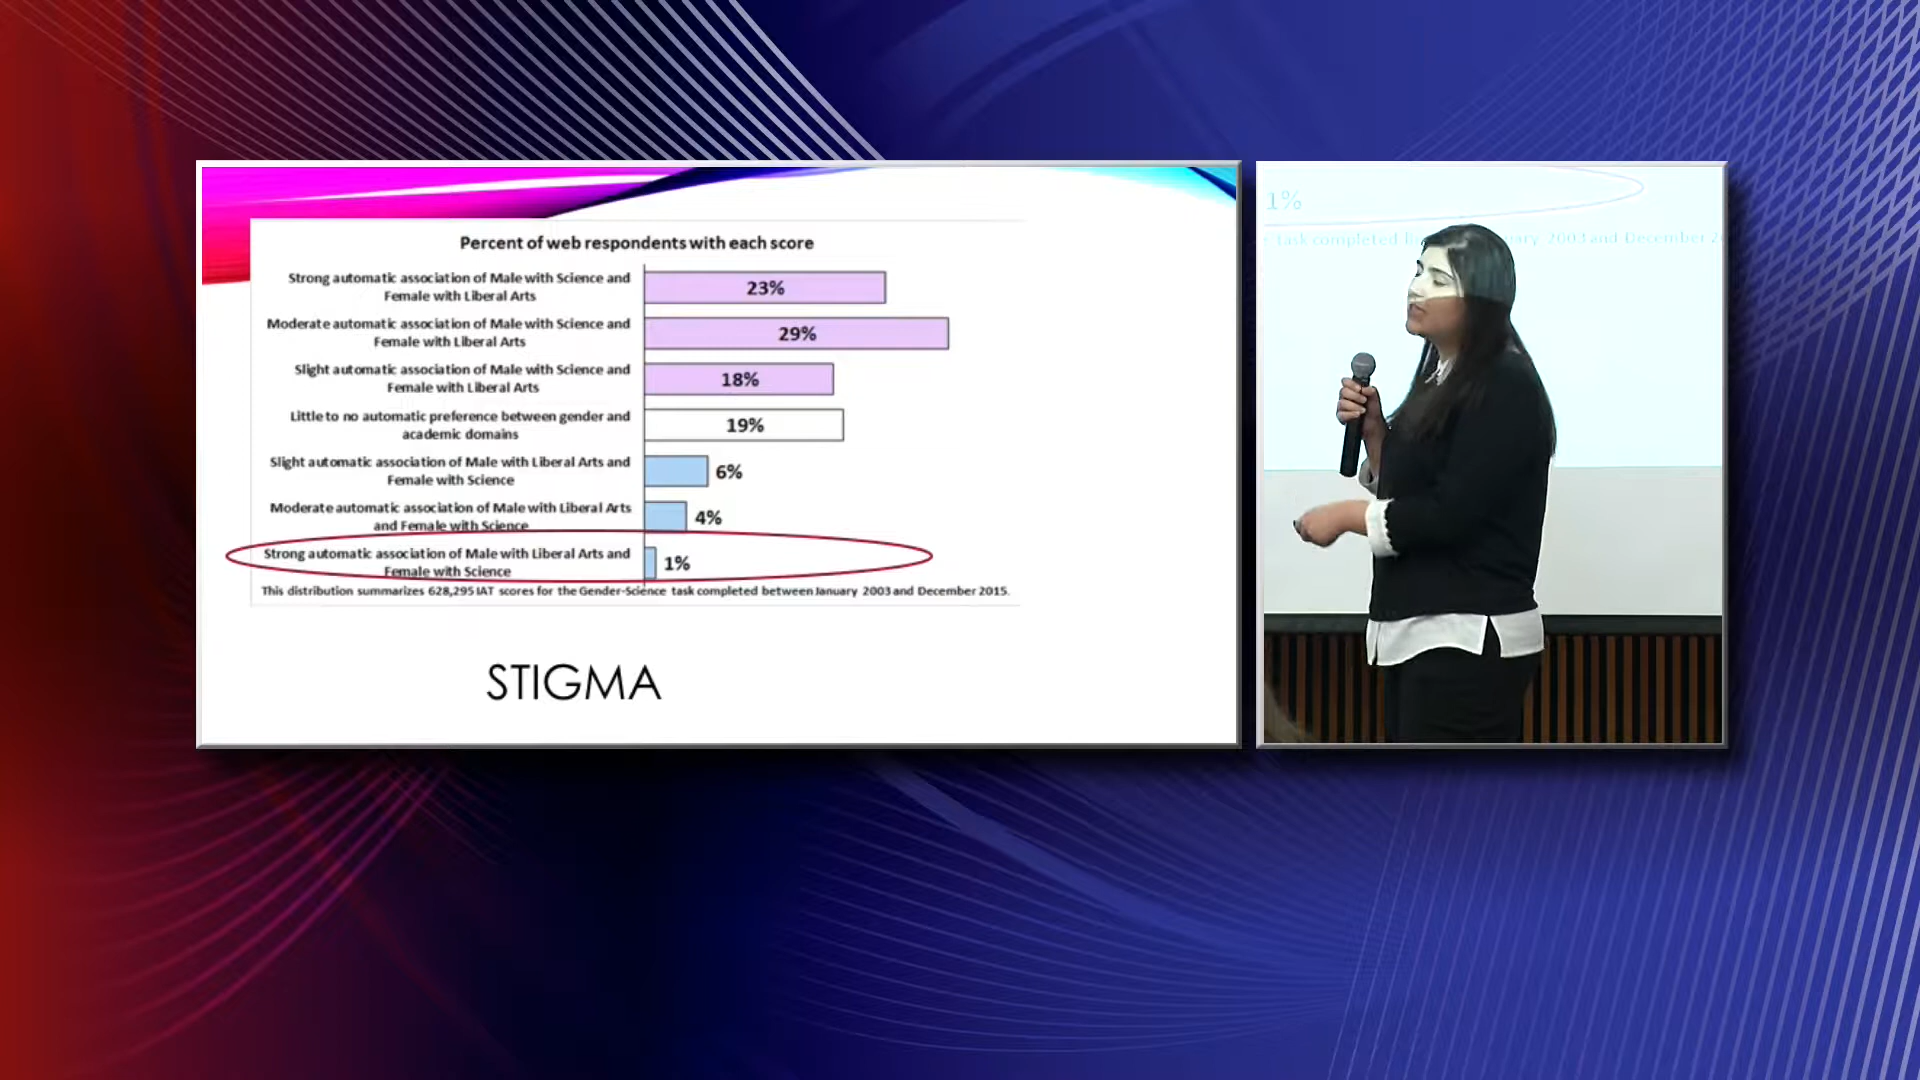 Percent of web respondents with each score
Strong automatic association of Male with Science and
Female with Liberal Arts
23%
Moderate automatic association of Male with Science and
Female with Liberal Arts
29%
Slight automatic association of Male with Science and
Female with Liberal Arts
18%
Little to no automatic preference between gender and
academic domains
19%
Slight automatic association of Male with Liberal Arts and
Female with Science
6%
Moderate automatic association of Male with Liberal Arts
and Female with Science
4%
Strong automatic association of Male with Liberal Arts and
Female with Science
1%
This distribution summarizes 628,295 IAT scores for the Gender-Science task completed between January 2003 and December 2015.
STIGMA
1%
task completed 2003 and December